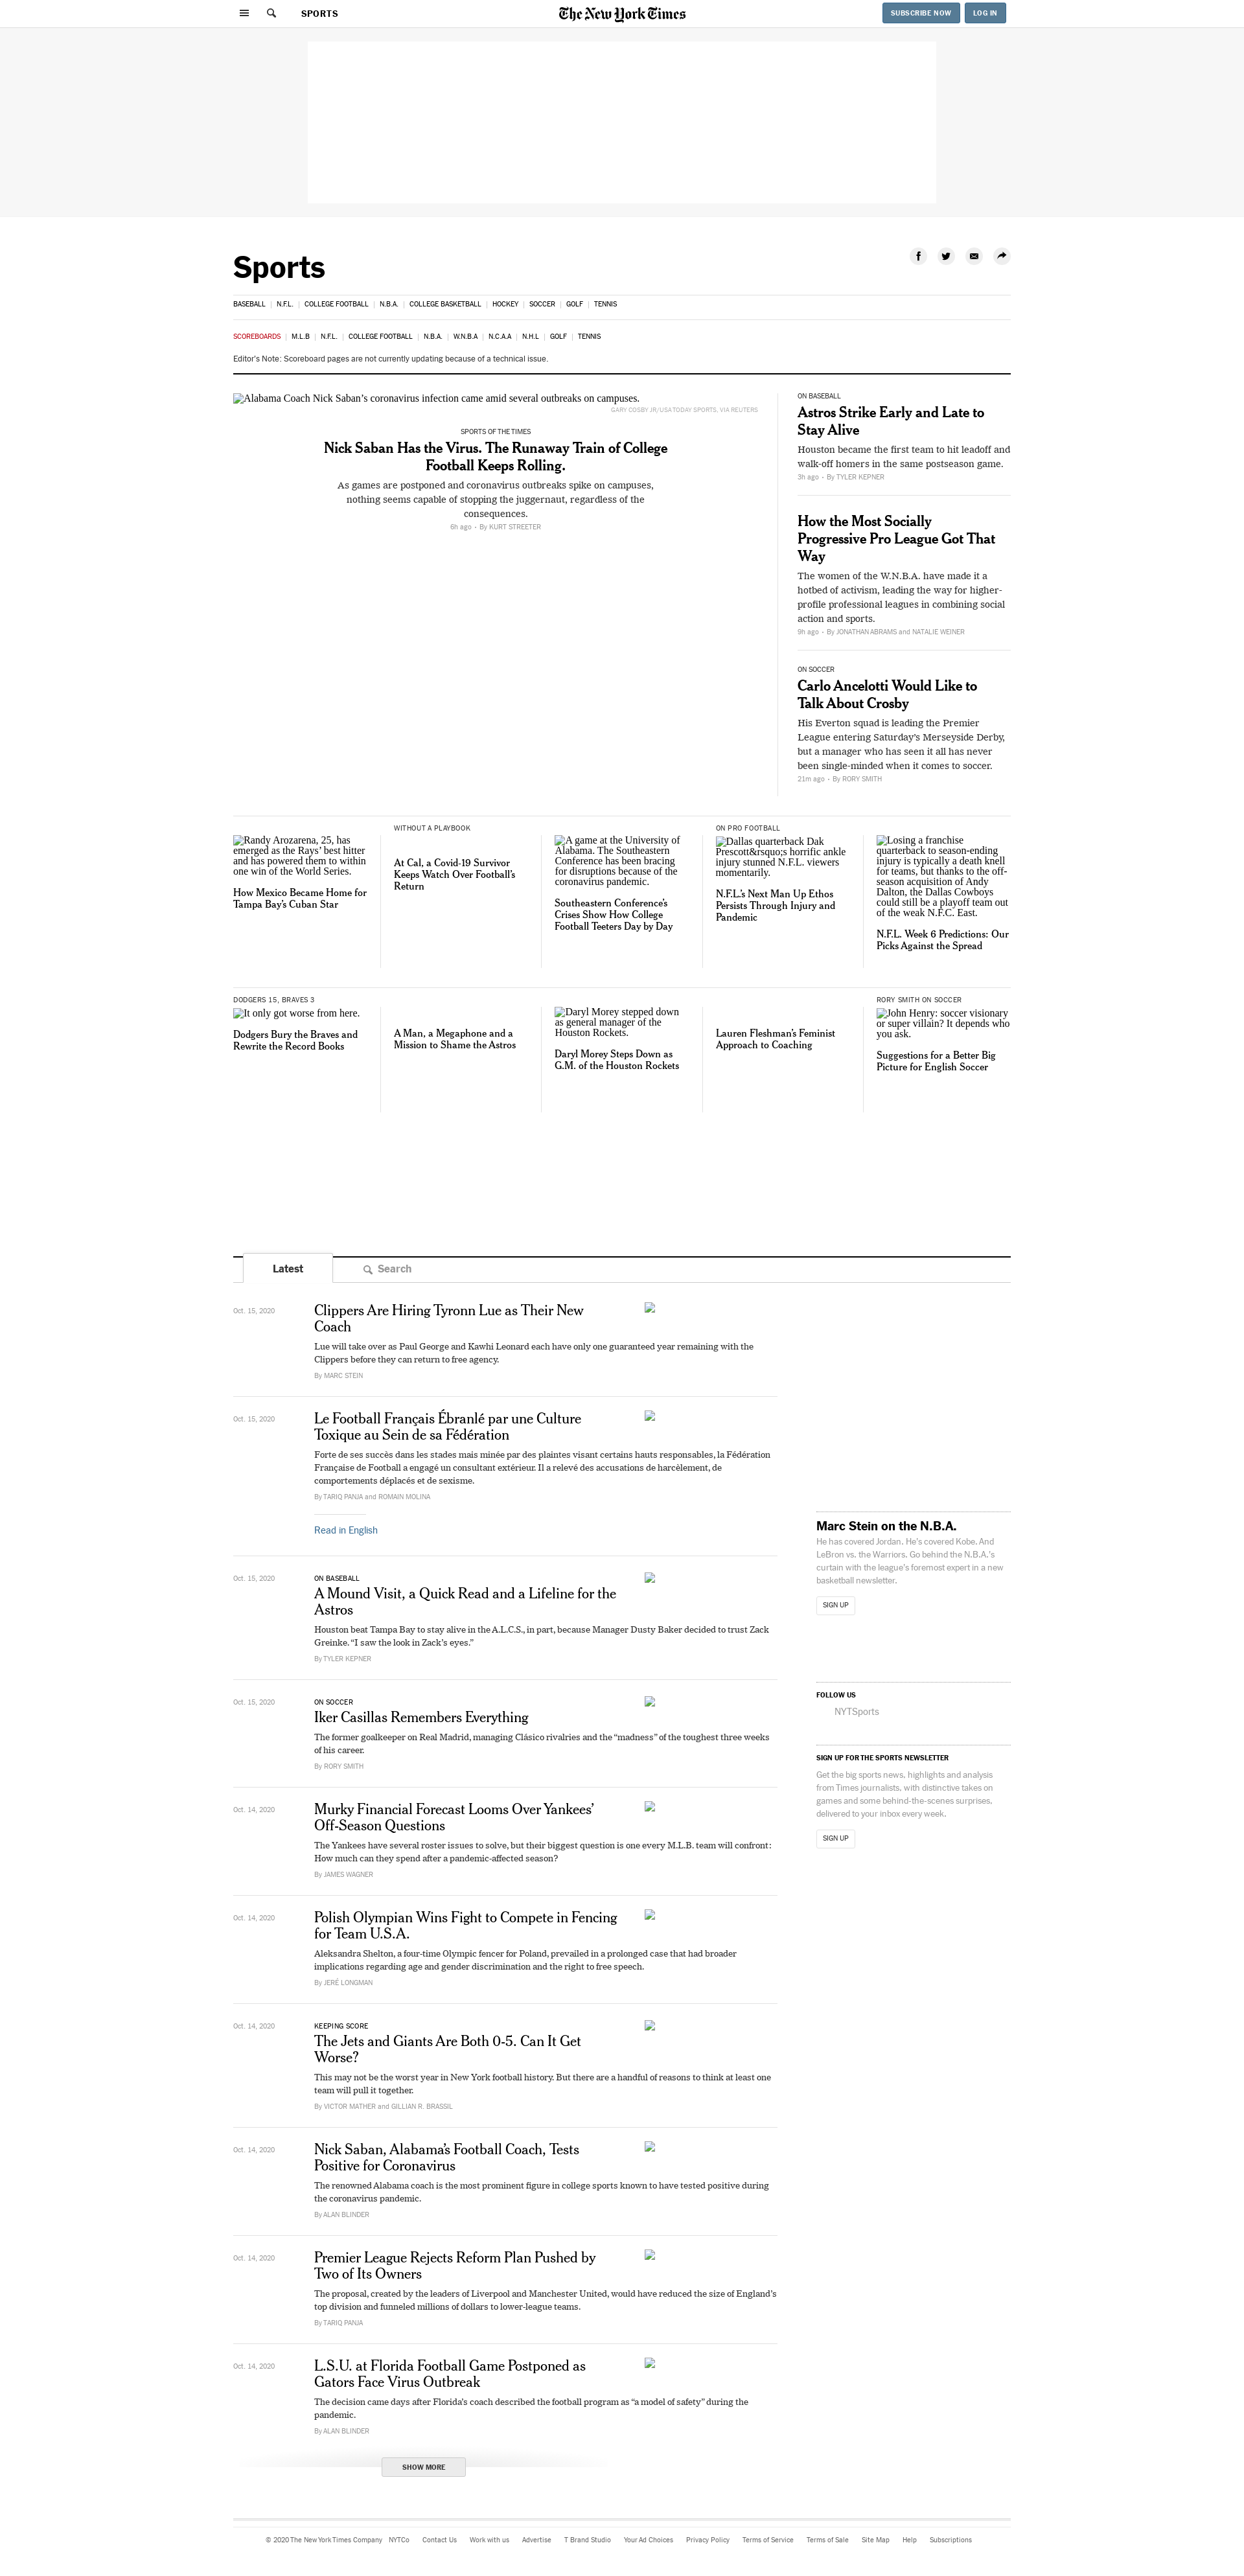 SPORTS
The New York Times
SUBSCRIBE NOW
LOG IN
Sports
BASEBALL | N.F.L. | COLLEGE FOOTBALL | N.B.A. | COLLEGE BASKETBALL | HOCKEY | SOCCER | GOLF | TENNIS
SCOREBOARDS | M.L.B | N.F.L. | COLLEGE FOOTBALL | N.B.A. | W.N.B.A | N.C.A.A | N.H.L | GOLF | TENNIS
Editor's Note: Scoreboard pages are not currently updating because of a technical issue.
Alabama Coach Nick Saban's coronavirus infection came amid several outbreaks on campuses.
GARY COSBY JR/USA TODAY SPORTS, VIA REUTERS
SPORTS OF THE TIMES
Nick Saban Has the Virus. The Runaway Train of College
Football Keeps Rolling.
As games are postponed and coronavirus outbreaks spike on campuses,
nothing seems capable of stopping the juggernaut, regardless of the
consequences.
6h ago - By KURT STREETER
ON BASEBALL
Astros Strike Early and Late to
Stay Alive
Houston became the first team to hit leadoff and
walk-off homers in the same postseason game.
3h ago - By TYLER KEPNER
How the Most Socially
Progressive Pro League Got That
Way
The women of the W.N.B.A. have made it a
hotbed of activism, leading the way for higher-
profile professional leagues in combining social
action and sports.
9h ago - By JONATHAN ABRAMS and NATALIE WEINER
ON SOCCER
Carlo Ancelotti Would Like to
Talk About Crosby
His Everton squad is leading the Premier
League entering Saturday's Merseyside Derby,
but a manager who has seen it all has never
been single-minded when it comes to soccer.
21m ago - By RORY SMITH
Randy Arozarena, 25, has
emerged as the Rays' best hitter
and has powered them to within
one win of the World Series.
How Mexico Became Home for
Tampa Bay's Cuban Star
WITHOUT A PLAYBOOK
At Cal, a Covid-19 Survivor
Keeps Watch Over Football's
Return
A game at the University of
Alabama. The Southeastern
Conference has been bracing
for disruptions because of the
coronavirus pandemic.
Southeastern Conference's
Crises Show How College
Football Teeters Day by Day
ON PRO FOOTBALL
Dallas quarterback Dak
Prescott&rsquo;s horrific ankle
injury stunned N.F.L. viewers
momentarily.
N.F.L.'s Next Man Up Ethos
Persists Through Injury and
Pandemic
Losing a franchise
quarterback to season-ending
injury is typically a death knell
for teams, but thanks to the off-
season acquisition of Andy
Dalton, the Dallas Cowboys
could still be a playoff team out
of the weak N.F.C. East.
N.F.L. Week 6 Predictions: Our
Picks Against the Spread
DODGERS 15, BRAVES 3
It only got worse from here.
Dodgers Bury the Braves and
Rewrite the Record Books
A Man, a Megaphone and a
Mission to Shame the Astros
Daryl Morey stepped down
as general manager of the
Houston Rockets.
Daryl Morey Steps Down as
G.M. of the Houston Rockets
Lauren Fleshman's Feminist
Approach to Coaching
RORY SMITH ON SOCCER
John Henry: soccer visionary
or super villain? It depends who
you ask.
Suggestions for a Better Big
Picture for English Soccer
Latest
Search
Oct. 15, 2020
Clippers Are Hiring Tyronn Lue as Their New
Coach
Lue will take over as Paul George and Kawhi Leonard each have only one guaranteed year remaining with the
Clippers before they can return to free agency.
By MARC STEIN
Oct. 15, 2020
Le Football Français Ébranlé par une Culture
Toxique au Sein de sa Fédération
Forte de ses succès dans les stades mais minée par des plaintes visant certains hauts responsables, la Fédération
Française de Football a engagé un consultant extérieur. Il a relevé des accusations de harcèlement, de
comportements déplacés et de sexisme.
By TARIQ PANJA and ROMAIN MOLINA
Read in English
Oct. 15, 2020
ON BASEBALL
A Mound Visit, a Quick Read and a Lifeline for the
Astros
Houston beat Tampa Bay to stay alive in the A.L.C.S., in part, because Manager Dusty Baker decided to trust Zack
Greinke. “I saw the look in Zack's eyes.”
By TYLER KEPNER
Oct. 15, 2020
ON SOCCER
Iker Casillas Remembers Everything
The former goalkeeper on Real Madrid, managing Clásico rivalries and the “madness” of the toughest three weeks
of his career.
By RORY SMITH
Oct. 14, 2020
Murky Financial Forecast Looms Over Yankees'
Off-Season Questions
The Yankees have several roster issues to solve, but their biggest question is one every M.L.B. team will confront:
How much can they spend after a pandemic-affected season?
By JAMES WAGNER
Oct. 14, 2020
Polish Olympian Wins Fight to Compete in Fencing
for Team U.S.A.
Aleksandra Shelton, a four-time Olympic fencer for Poland, prevailed in a prolonged case that had broader
implications regarding age and gender discrimination and the right to free speech.
By JERÉ LONGMAN
Oct. 14, 2020
KEEPING SCORE
The Jets and Giants Are Both 0-5. Can It Get
Worse?
This may not be the worst year in New York football history. But there are a handful of reasons to think at least one
team will pull it together.
By VICTOR MATHER and GILLIAN R. BRASSIL
Oct. 14, 2020
Nick Saban, Alabama's Football Coach, Tests
Positive for Coronavirus
The renowned Alabama coach is the most prominent figure in college sports known to have tested positive during
the coronavirus pandemic.
By ALAN BLINDER
Oct. 14, 2020
Premier League Rejects Reform Plan Pushed by
Two of Its Owners
The proposal, created by the leaders of Liverpool and Manchester United, would have reduced the size of England's
top division and funneled millions of dollars to lower-league teams.
By TARIQ PANJA
Oct. 14, 2020
L.S.U. at Florida Football Game Postponed as
Gators Face Virus Outbreak
The decision came days after Florida's coach described the football program as “a model of safety” during the
pandemic.
By ALAN BLINDER
SHOW MORE
Marc Stein on the N.B.A.
He has covered Jordan. He's covered Kobe. And
LeBron vs. the Warriors. Go behind the N.B.A.'s
curtain with the league's foremost expert in a new
basketball newsletter.
SIGN UP
FOLLOW US
NYTSports
SIGN UP FOR THE SPORTS NEWSLETTER
Get the big sports news, highlights and analysis
from Times journalists, with distinctive takes on
games and some behind-the-scenes surprises,
delivered to your inbox every week.
SIGN UP
© 2020 The New York Times Company NYTCo Contact Us Work with us Advertise T Brand Studio Your Ad Choices Privacy Policy Terms of Service Terms of Sale Site Map Help Subscriptions